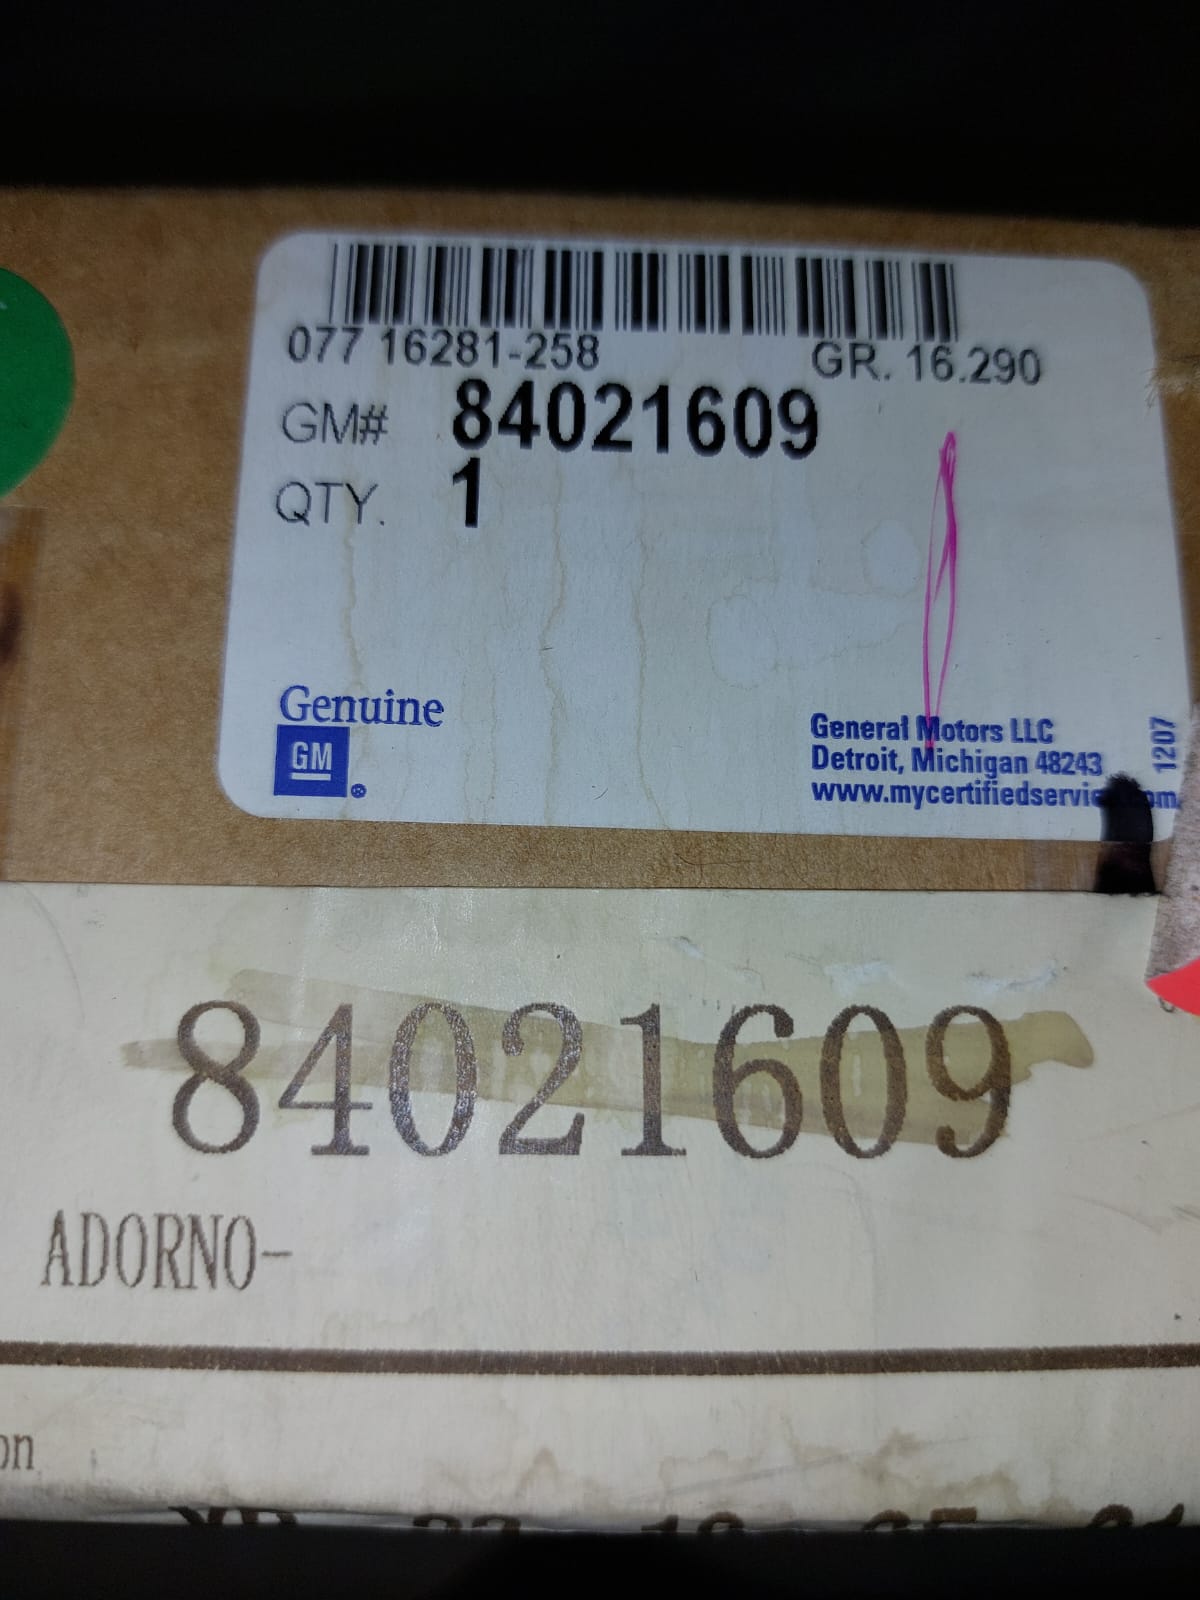 077 16281-258 GR. 16.290
GM# 84021609
QTY. 1
Genuine
GM
General Motors LLC
Detroit, Michigan 48243
1207
84021609
ADORNO-